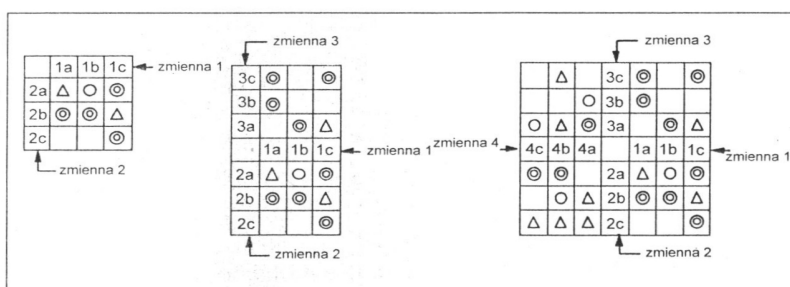 1a 1b 1c zmienna 1
2a
2b
2c
zmienna 2
zmienna 3
3c
3b
3a
1a 1b 1c zmienna 1
2a
2b
2c
zmienna 2
zmienna 3
3c
3b
3a
zmienna 4 4c 4b 4a 1a 1b 1c zmienna 1
2a
2b
2c
zmienna 2